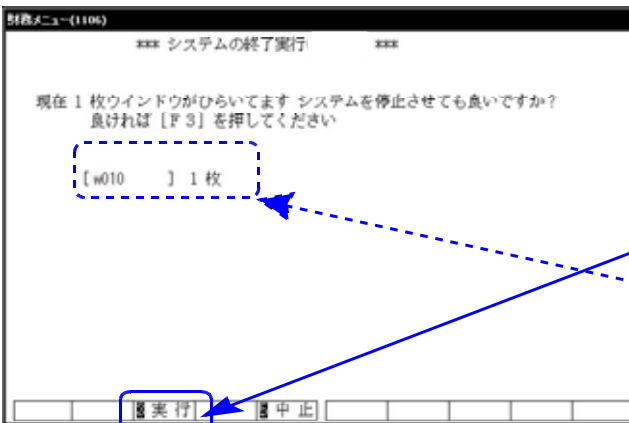 財務メニュー(1106)
*** システムの終了実行 ***
現在 1 枚ウインドウがひらいてます システムを停止させても良いですか?
良ければ [F3] を押してください
[w010 ] 1 枚
実行 中止